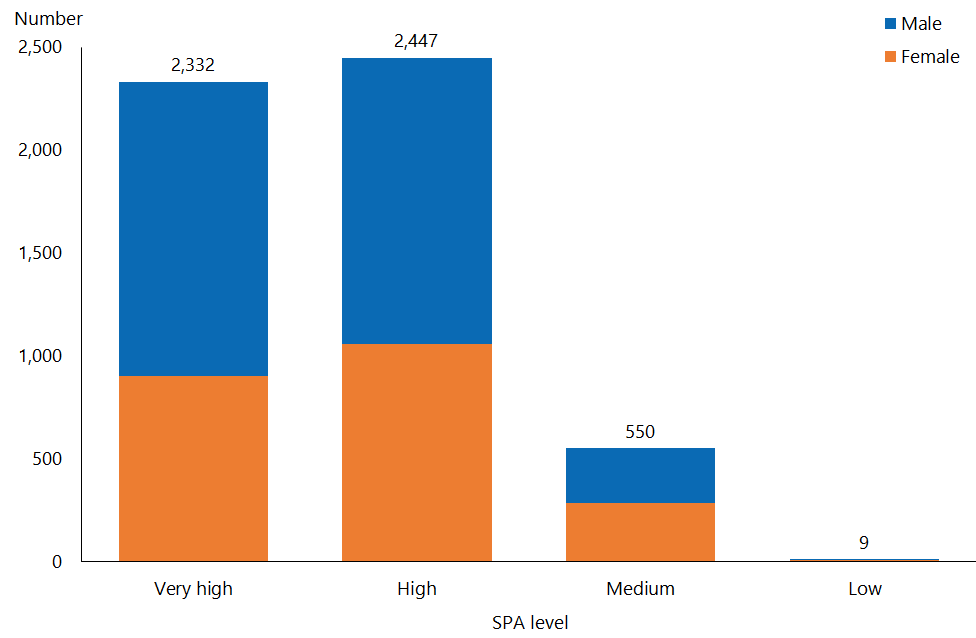 Number
Male
Female
2,500
2,000
1,500
1,000
500
0
2,332
2,447
550
9
Very high
High
Medium
Low
SPA level